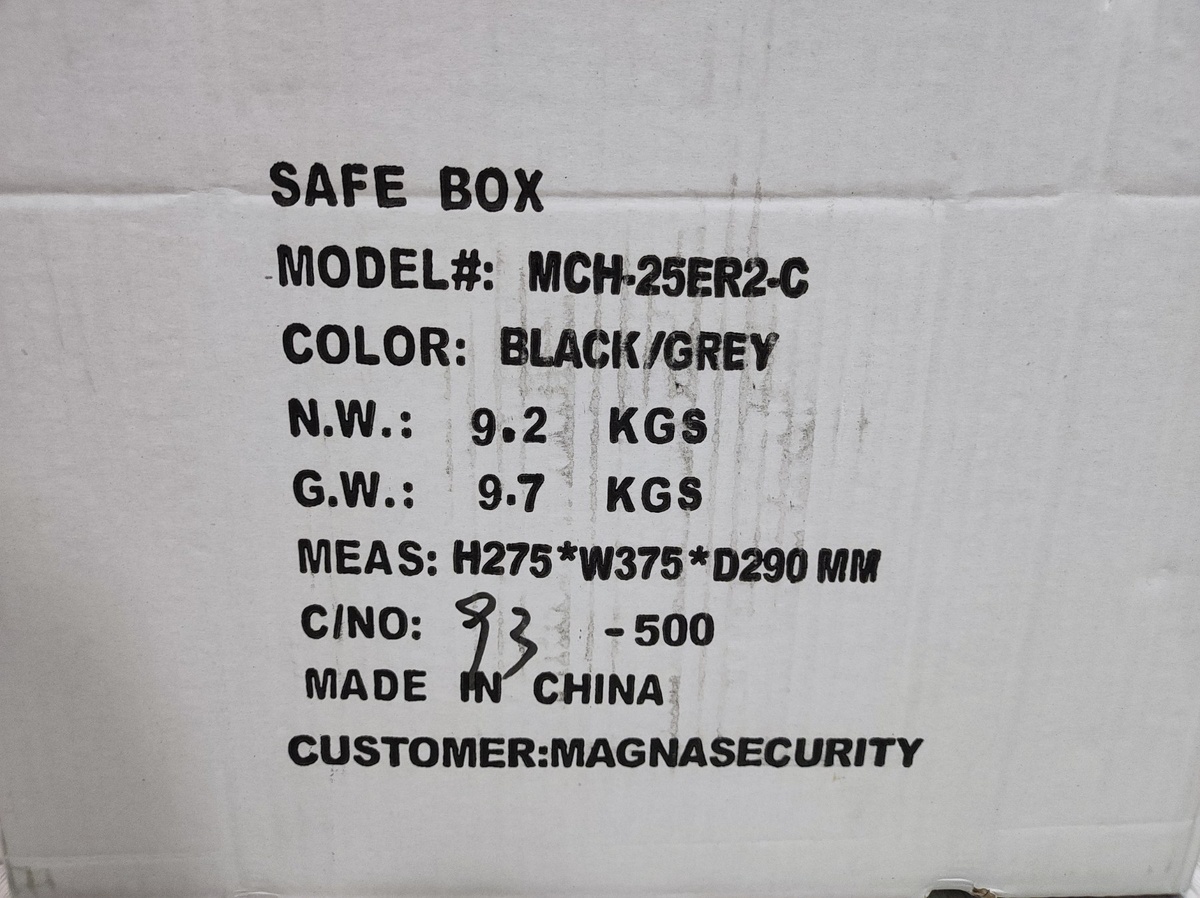 SAFE BOX
MODEL#: MCH-25ER2-C
COLOR: BLACK/GREY
N.W.: 9.2 KGS
G.W.: 9.7 KGS
MEAS: H275*W375*D290 MM
C/NO: 93 -500
MADE IN CHINA
CUSTOMER:MAGNASECURITY